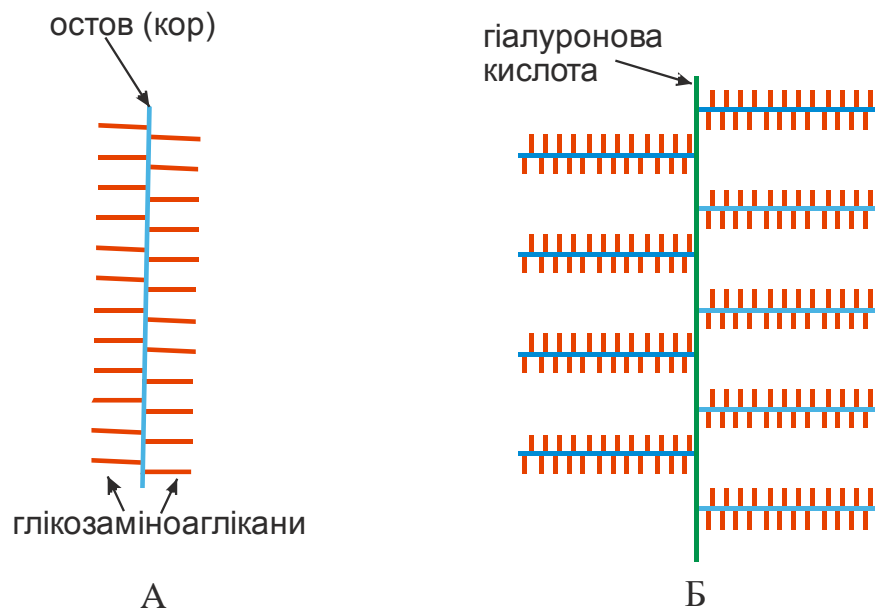 остов (кор)
гіалуронова
кислота
глікозаміноаглікани
А
Б